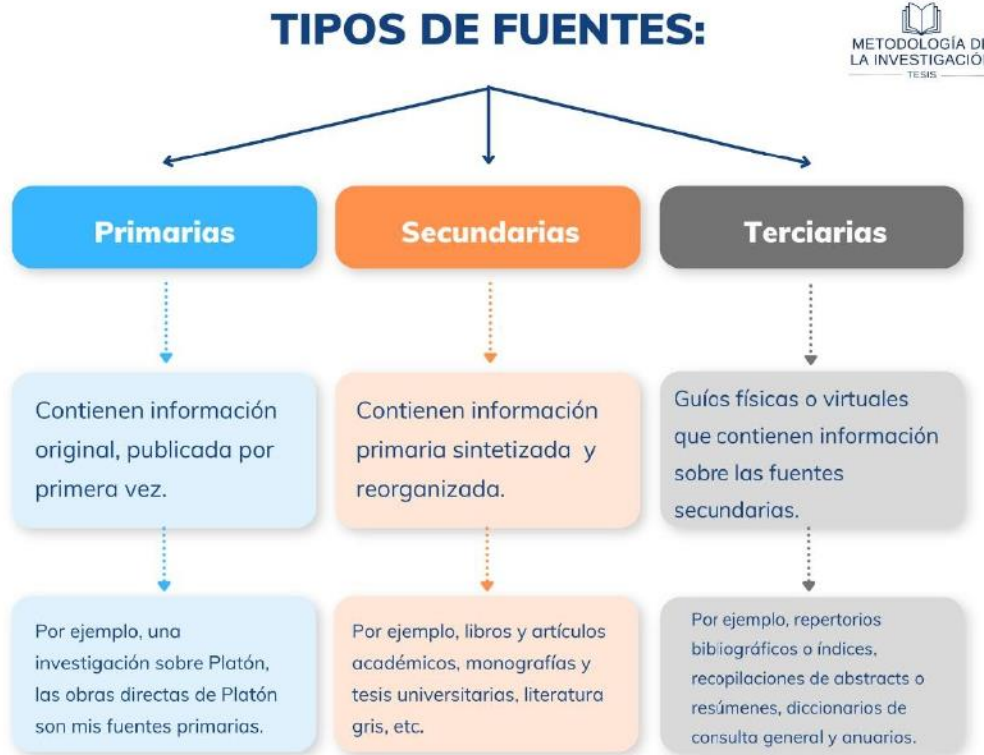 TIPOS DE FUENTES:
METODOLOGÍA DE
LA INVESTIGACIÓN
TESIS
Primarias
Secundarias
Terciarias
Contienen información
original, publicada por
primera vez.
Contienen información
primaria sintetizada y
reorganizada.
Guías físicas o virtuales
que contienen información
sobre las fuentes
secundarias.
Por ejemplo, una
investigación sobre Platón,
las obras directas de Platón
son mis fuentes primarias.
Por ejemplo, libros y artículos
académicos, monografías y
tesis universitarias, literatura
gris, etc.
Por ejemplo, repertorios
bibliográficos o índices,
recopilaciones de abstracts o
resúmenes, diccionarios de
consulta general y anuarios.